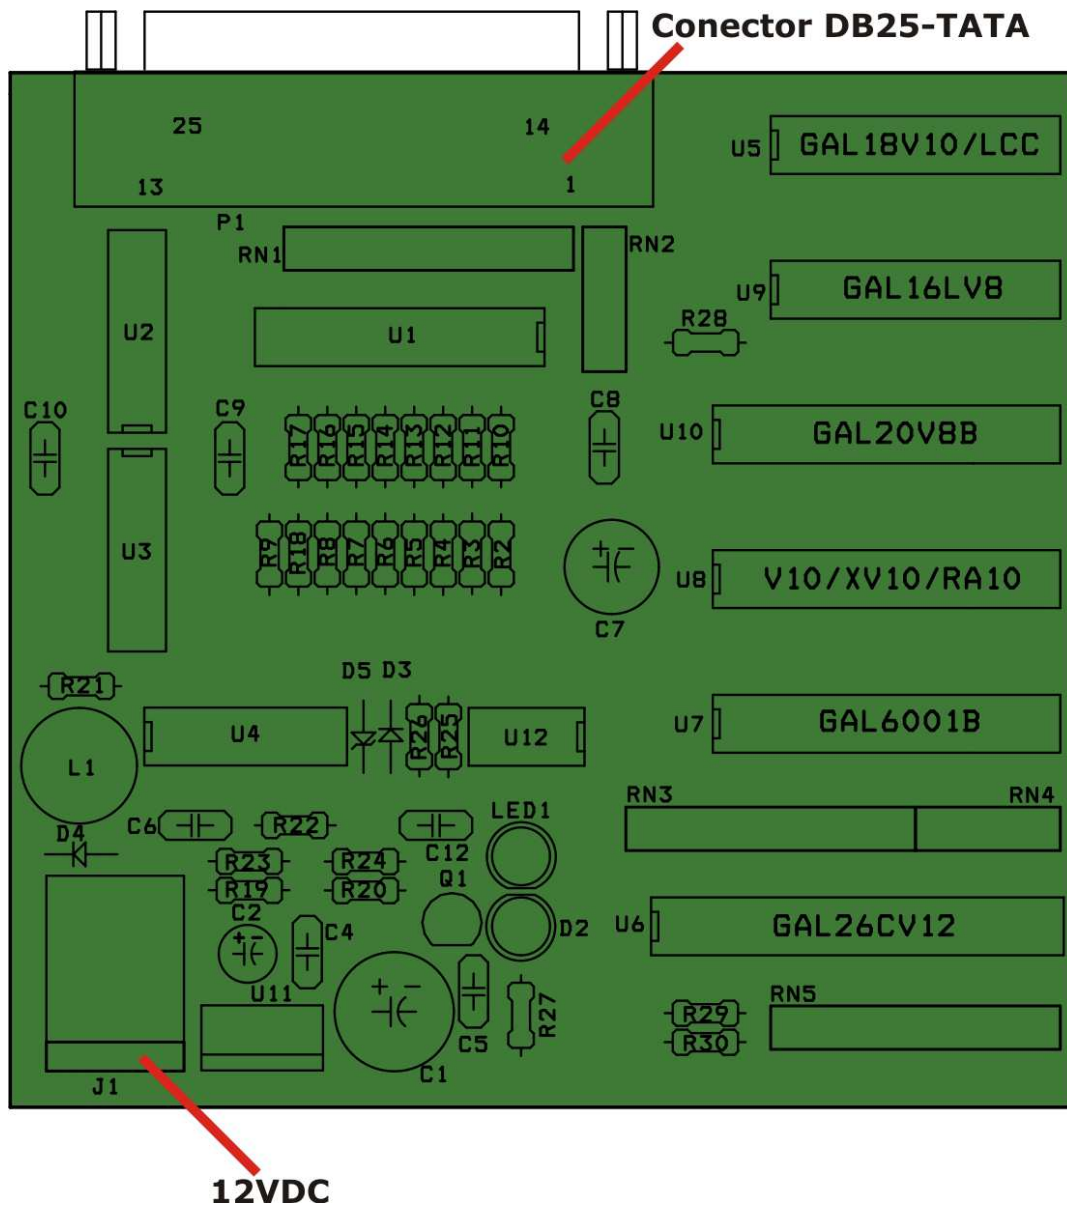 Conector DB25-TATA
25
14
13
1
U5
GAL18V10/LCC
P1
RN1
RN2
U9
GAL16LV8
U2
U1
R28
C10
C9
C8
R17
R16
R15
R14
R13
R12
R11
R10
U10
GAL20V8B
U3
R9
R18
R8
R7
R6
R5
R4
R3
R2
+ -
C7
U8
V10/XV10/RA10
R21
D5
D3
L1
U4
R26
R25
U12
U7
GAL6001B
RN3
RN4
D4
C6
R22
C12
LED1
R23
R24
R19
R20
Q1
C2
+ -
C4
D2
U6
GAL26CV12
U11
+ -
C1
C5
R27
RN5
R29
R30
J1
12VDC